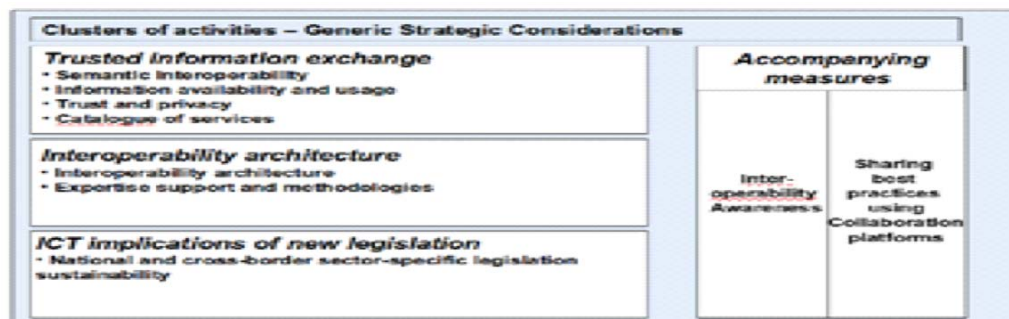 Clusters of activities – Generic Strategic Considerations
Trusted information exchange
• Semantic interoperability
• Information availability and usage
• Trust and privacy
• Catalogue of services
Interoperability architecture
• Interoperability architecture
• Expertise support and methodologies
ICT implications of new legislation
• National and cross-border sector-specific legislation
sustainability
Accompanying
measures
Inter-
operability
Awareness
Sharing
best
practices
using
Collaboration
platforms